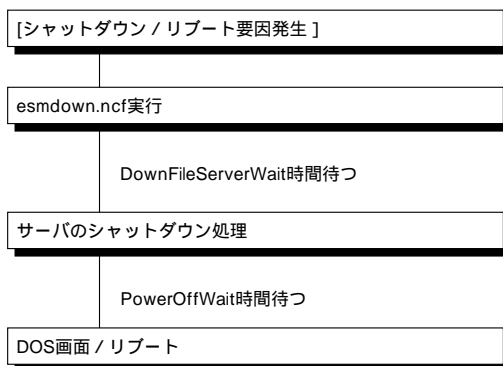 [シャットダウン / リブート要因発生 ]
esmdown.ncf実行
DownFileServerWait時間待つ
サーバのシャットダウン処理
PowerOffWait時間待つ
DOS画面 / リブート